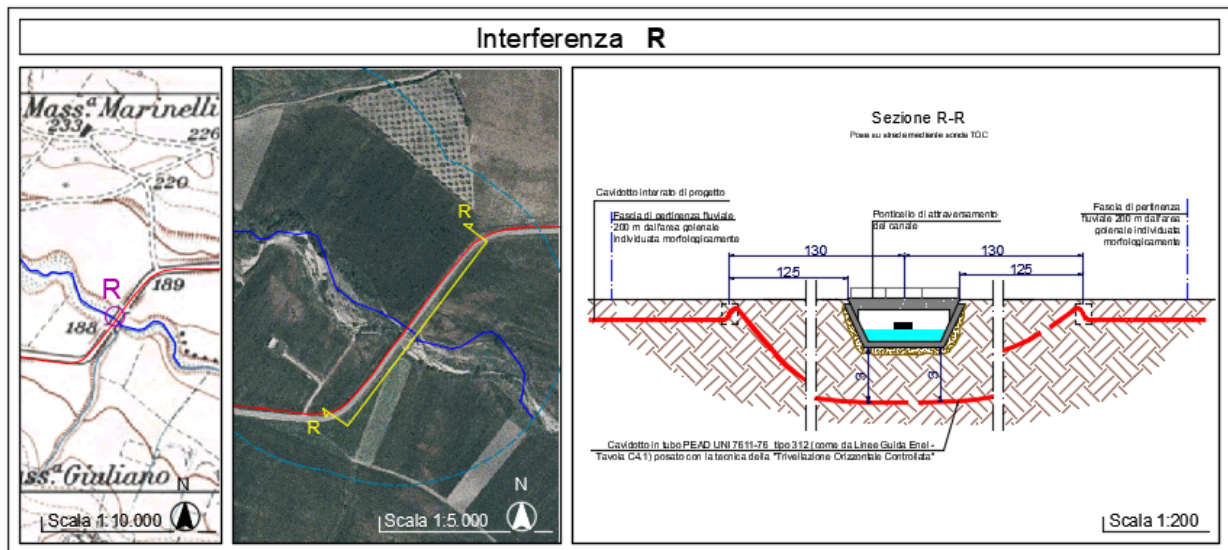 Interferenza R
Mass.a Marinelli
233
226
220
R
189
188
ss.a Giuliano
N
Scala 1:10.000
R
R
N
Scala 1:5.000
Sezione R-R
Posa su strada mediante sonda TOC
Cavidotto interrato di progetto
Fascia di pertinenza fluviale
200 m dall'area golenale
individuata morfologicamente
Ponticello di attraversamento
del canale
Fascia di pertinenza
fluviale 200 m dall'area
golenale individuata
morfologicamente
130
130
125
125
3
3
Cavidotto in tubo PEAD UNI 7611-76 tipo 312 (come da Linee Guida Enel -
Tavola C4.1) posato con la tecnica della "Trivellazione Orizzontale Controllata"
Scala 1:200